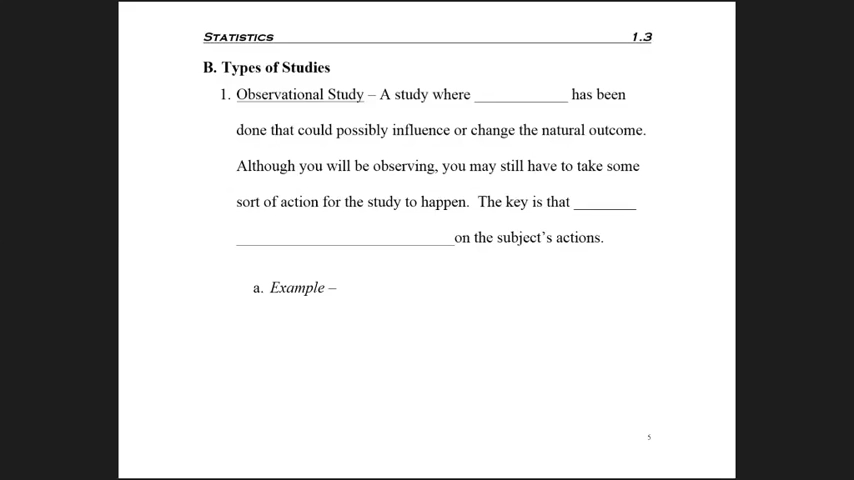 STATISTICS 1.3
B. Types of Studies
1. Observational Study – A study where ____________ has been
done that could possibly influence or change the natural outcome.
Although you will be observing, you may still have to take some
sort of action for the study to happen. The key is that ________
____________________________on the subject's actions.
a. Example –
5